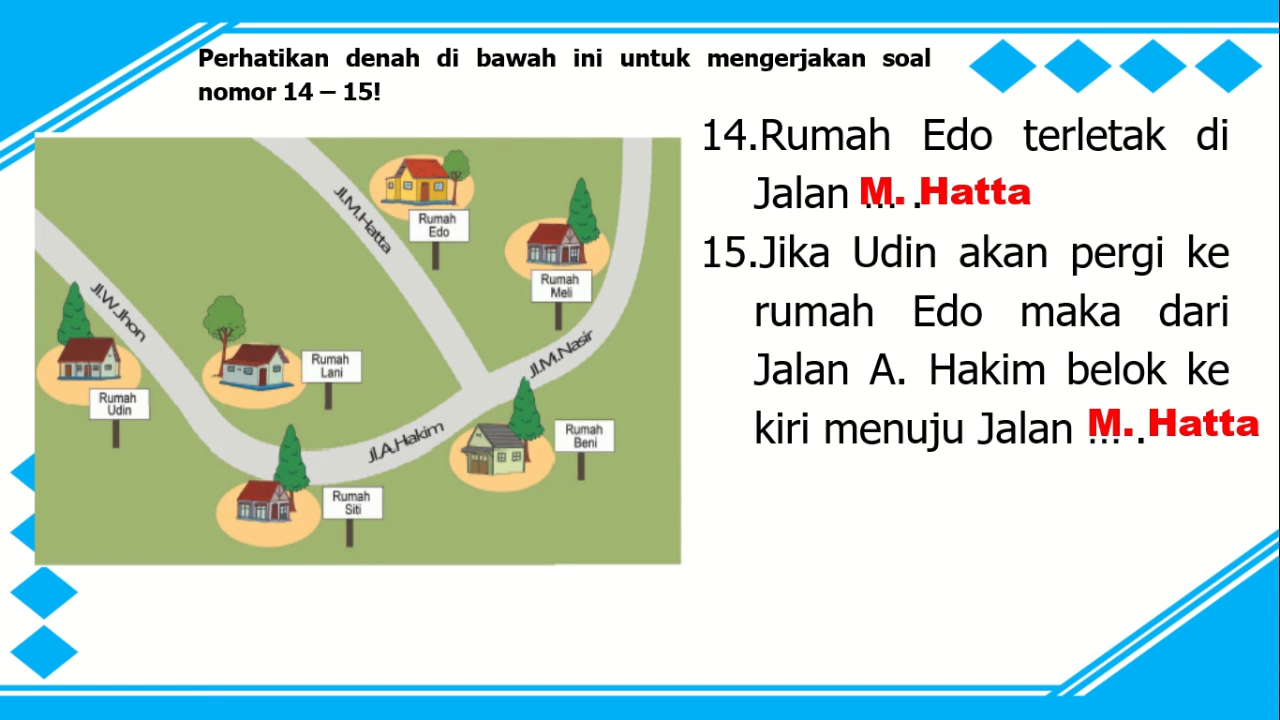 Perhatikan denah di bawah ini untuk mengerjakan soal
nomor 14 – 15!
14.Rumah Edo terletak di
Jalan ... . M. Hatta
15.Jika Udin akan pergi ke
rumah Edo maka dari
Jalan A. Hakim belok ke
kiri menuju Jalan ... . M. Hatta
Jl.M.Hatta
Rumah
Edo
Rumah
Meli
Jl.W.Jhon
Jl.M.Nasir
Rumah
Lani
Rumah
Udin
Jl.A.Hakim
Rumah
Beni
Rumah
Siti